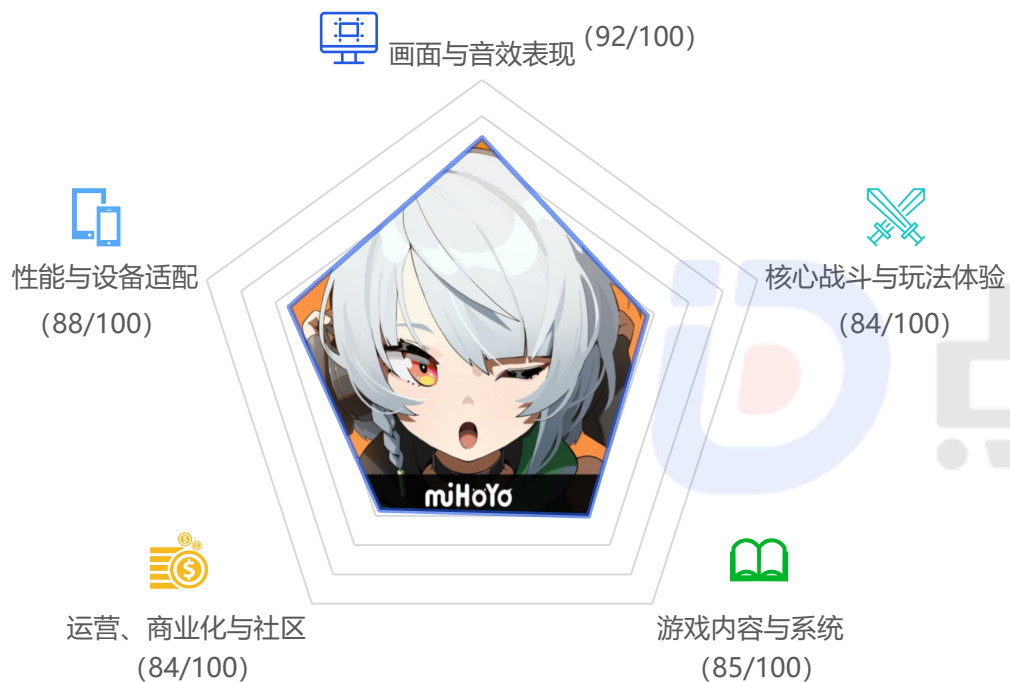 画面与音效表现 (92/100)
性能与设备适配
(88/100)
核心战斗与玩法体验
(84/100)
miHoYo
运营、商业化与社区
(84/100)
游戏内容与系统
(85/100)